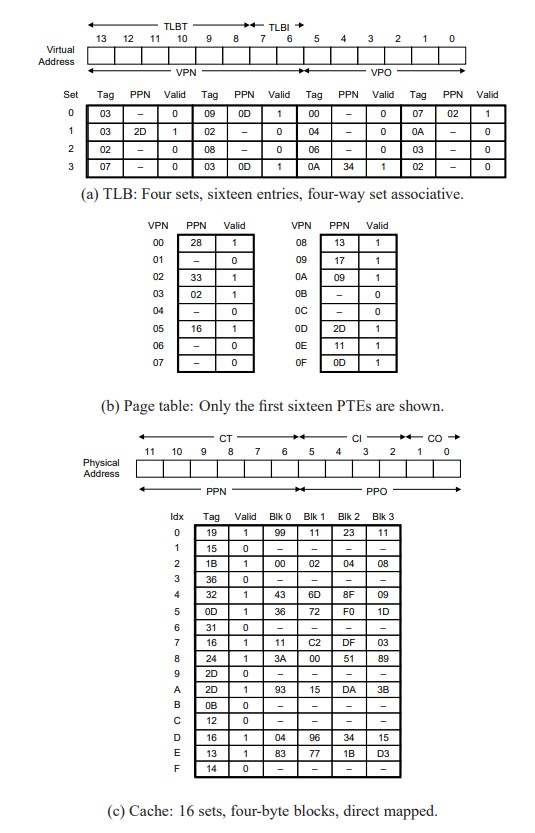 TLBT TLBI
13 12 11 10 9 8 7 6 5 4 3 2 1 0
Virtual
Address
VPN VPO
Set Tag PPN Valid Tag PPN Valid Tag PPN Valid Tag PPN Valid
0 03 – 0 09 0D 1 00 – 0 07 02 1
1 03 2D 1 02 – 0 04 – 0 0A – 0
2 02 – 0 08 – 0 06 – 0 03 – 0
3 07 – 0 03 0D 1 0A 34 1 02 – 0
(a) TLB: Four sets, sixteen entries, four-way set associative.
VPN PPN Valid VPN PPN Valid
00 28 1 08 13 1
01 – 0 09 17 1
02 33 1 0A 09 1
03 02 1 0B – 0
04 – 0 0C – 0
05 16 1 0D 2D 1
06 – 0 0E 11 1
07 – 0 0F 0D 1
(b) Page table: Only the first sixteen PTEs are shown.
CT CI CO
11 10 9 8 7 6 5 4 3 2 1 0
Physical
Address
PPN PPO
Idx Tag Valid Blk 0 Blk 1 Blk 2 Blk 3
0 19 1 99 11 23 11
1 15 0 – – – –
2 1B 1 00 02 04 08
3 36 0 – – – –
4 32 1 43 6D 8F 09
5 0D 1 36 72 F0 1D
6 31 0 – – – –
7 16 1 11 C2 DF 03
8 24 1 3A 00 51 89
9 2D 0 – – – –
A 2D 1 93 15 DA 3B
B 0B 0 – – – –
C 12 0 – – – –
D 16 1 04 96 34 15
E 13 1 83 77 1B D3
F 14 0 – – – –
(c) Cache: 16 sets, four-byte blocks, direct mapped.